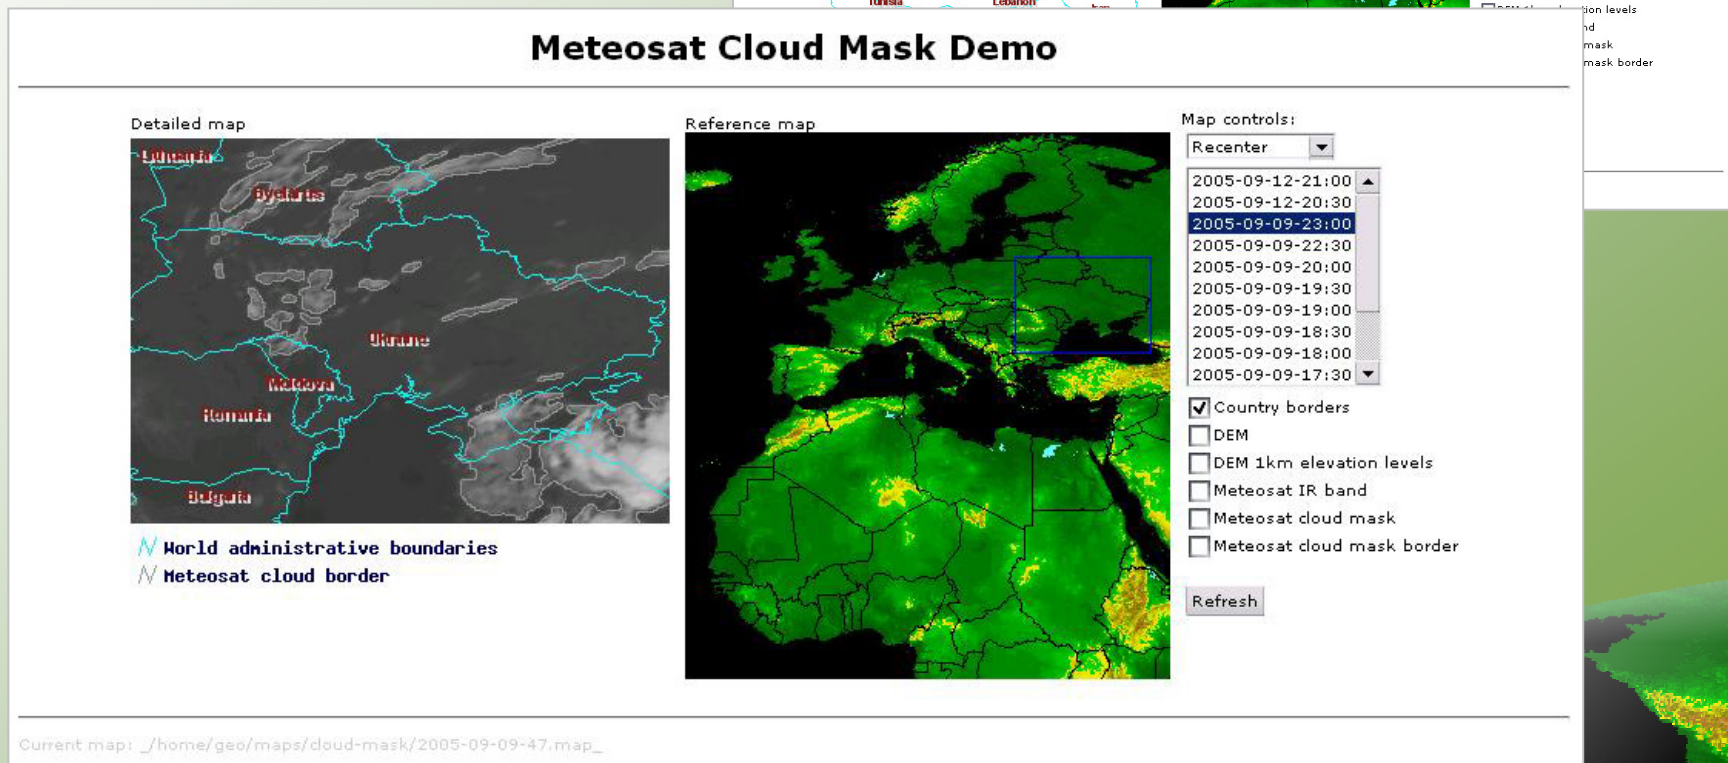 Tunisia
Lebanon
Iran
tion levels
nd
mask
mask border
Meteosat Cloud Mask Demo
Detailed map
Reference map
Map controls:
Recenter
Lithuania
Byelarus
Ukraine
Moldova
Romania
Bulgaria
2005-09-12-21:00
2005-09-12-20:30
2005-09-09-23:00
2005-09-09-22:30
2005-09-09-20:00
2005-09-09-19:30
2005-09-09-19:00
2005-09-09-18:30
2005-09-09-18:00
2005-09-09-17:30
Country borders
DEM
DEM 1km elevation levels
Meteosat IR band
Meteosat cloud mask
Meteosat cloud mask border
World administrative boundaries
Meteosat cloud border
Refresh
Current map: _/home/geo/maps/cloud-mask/2005-09-09-47.map_